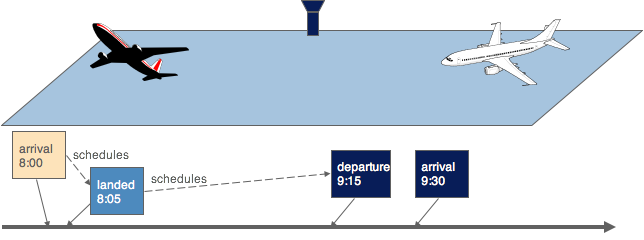 arrival
8:00
schedules
landed
8:05
schedules
departure
9:15
arrival
9:30